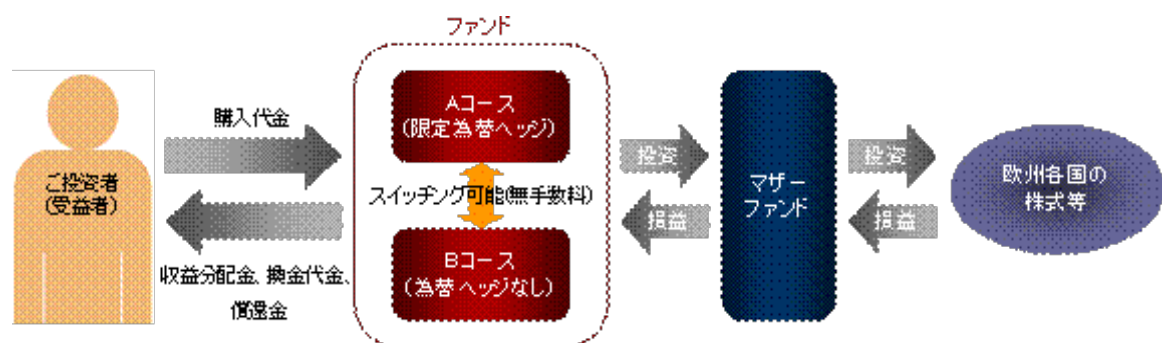 ファンド
ご投資者
(受益者)
購入代金
収益分配金、換金代金、
償還金
Aコース
(限定為替ヘッジ)
スイッチング可能(無手数料)
Bコース
(為替ヘッジなし)
投資
損益
マザー
ファンド
投資
損益
欧州各国の
株式等